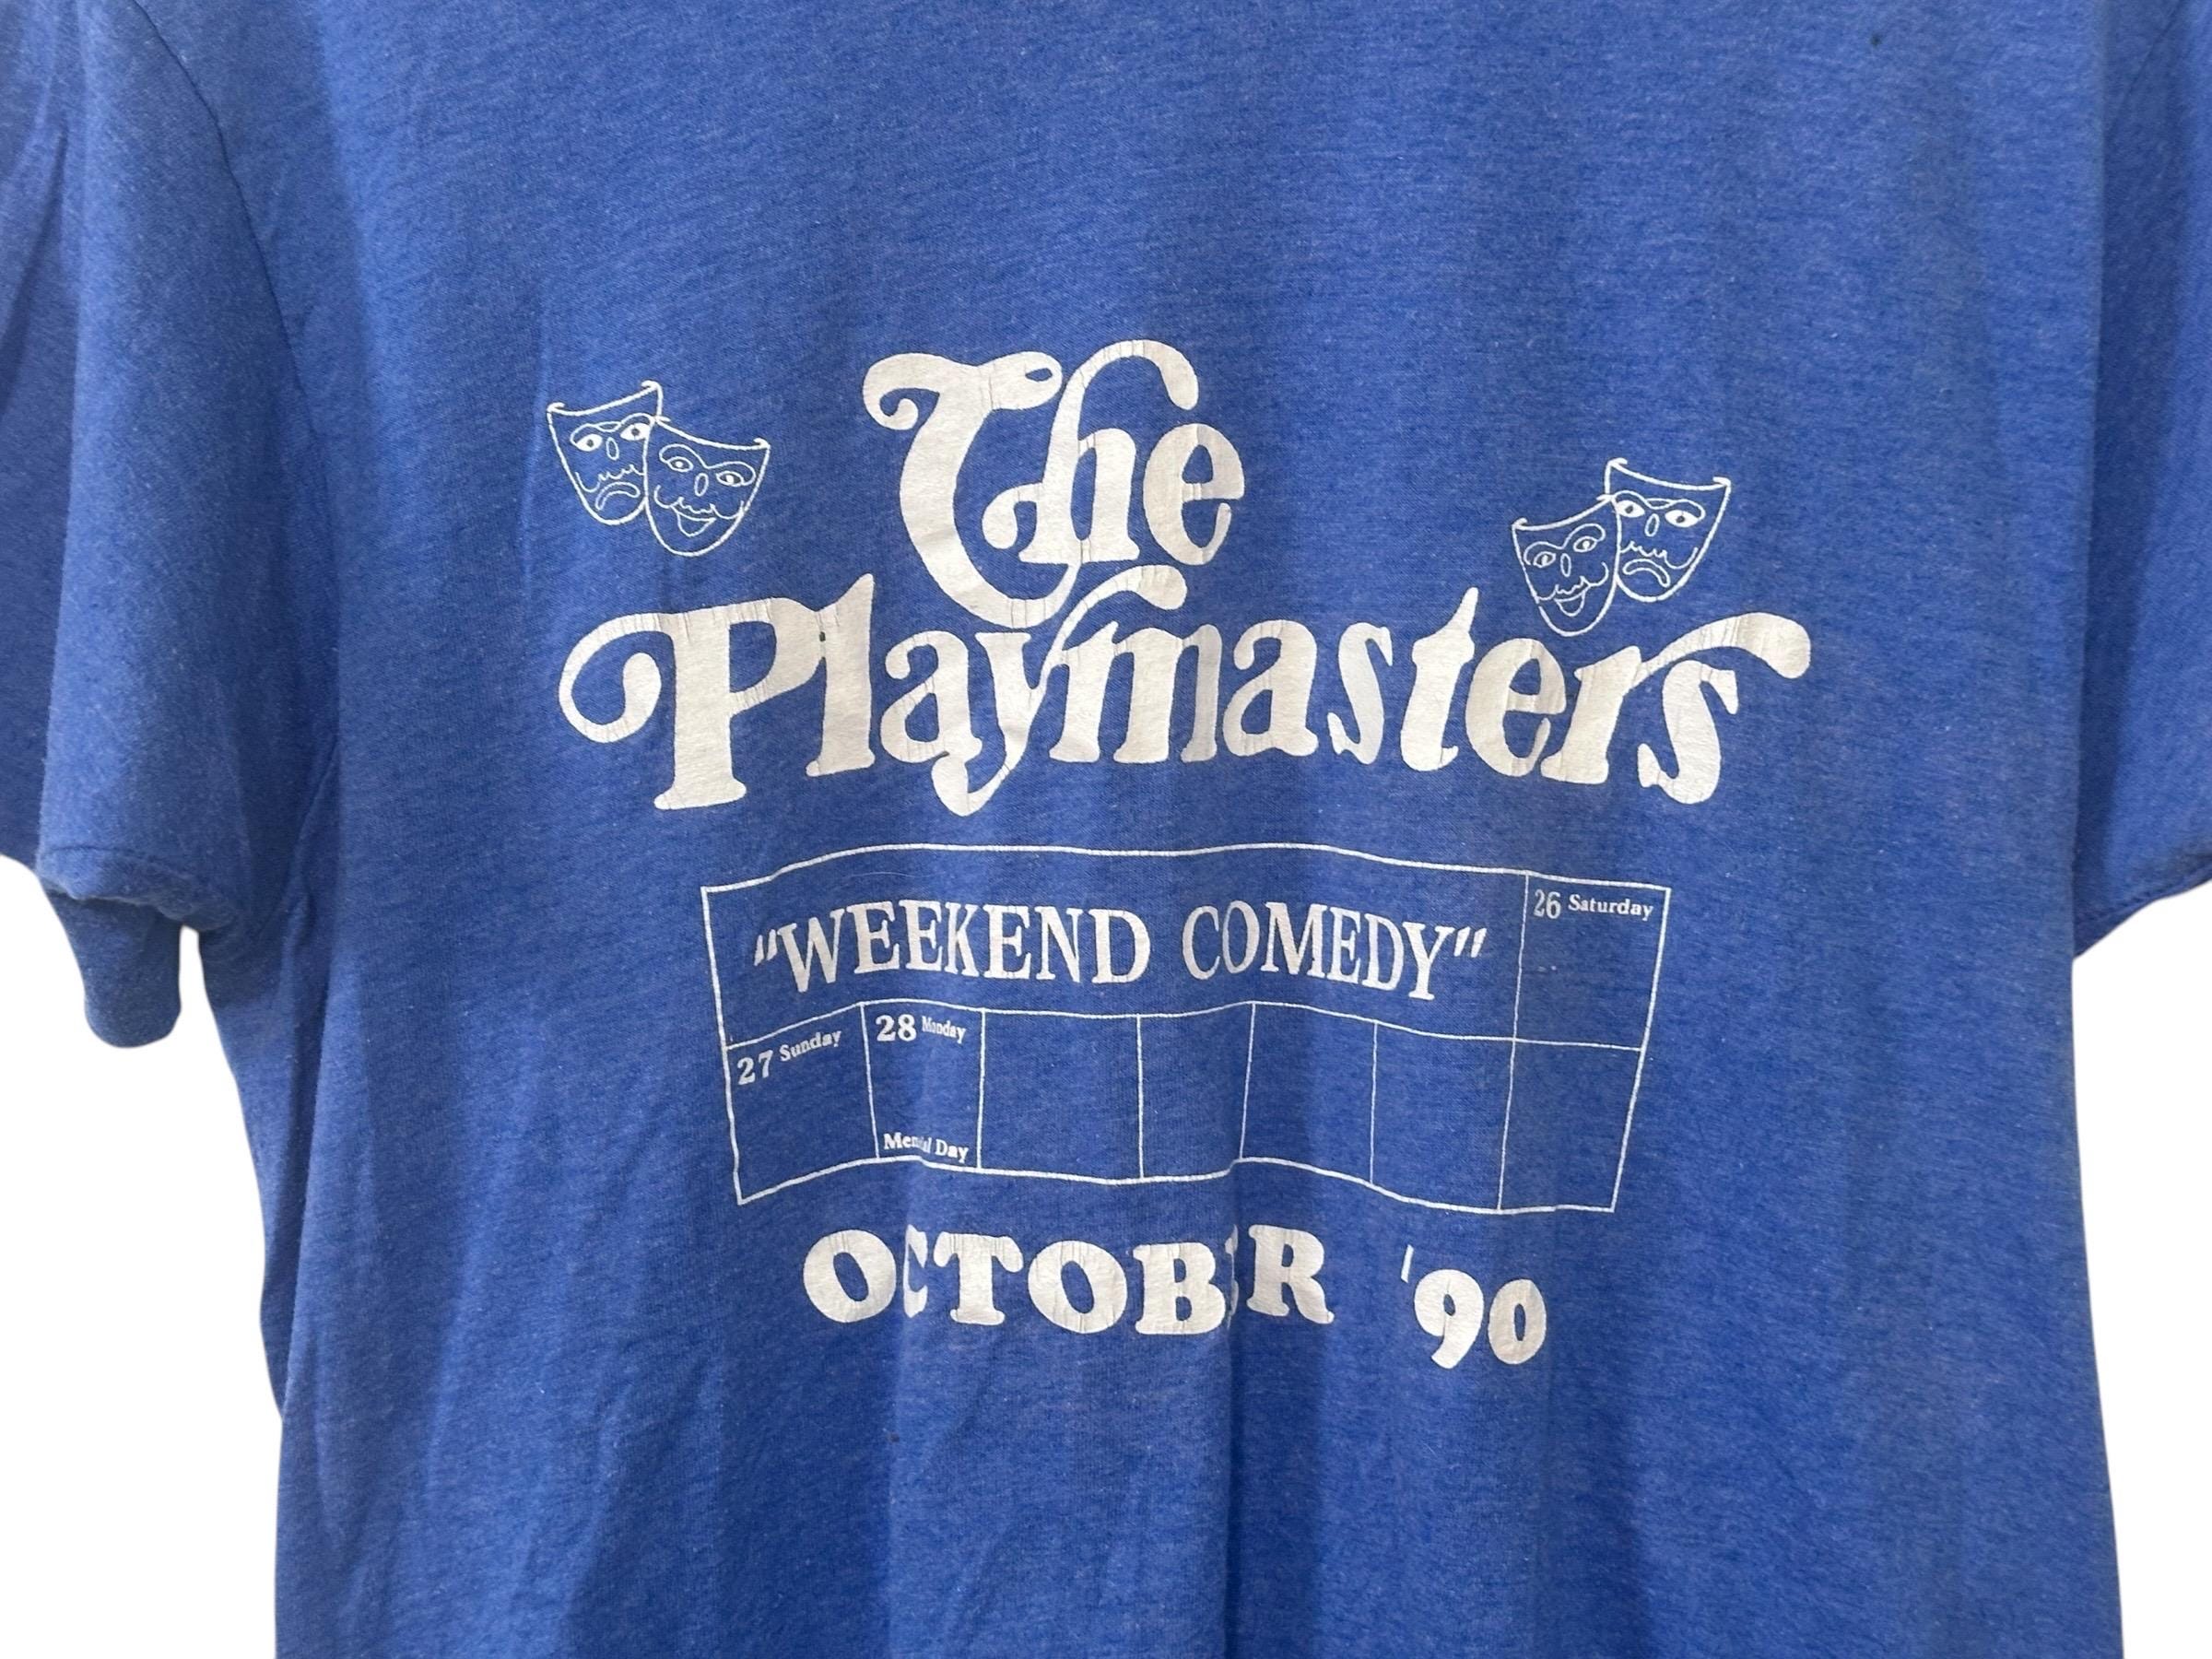 The
Playmasters
"WEEKEND COMEDY"
26 Saturday
27 Sunday
28 Monday
Memorial Day
OCTOBER '90